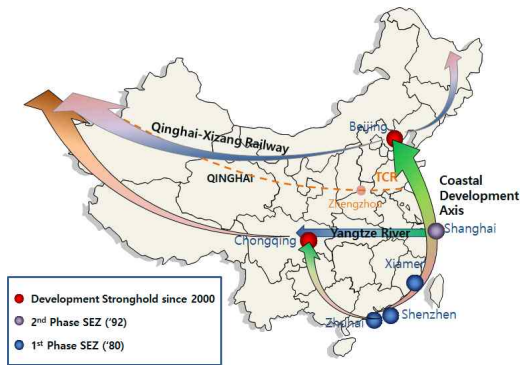 Beijing
Qinghai-Xizang Railway
QINGHAI
TCR
Zhengzhou
Coastal
Development
Axis
Chongqing
Yangtze River
Shanghai
Xiamen
Zhuhai
Shenzhen
Development Stronghold since 2000
2nd Phase SEZ ('92)
1st Phase SEZ ('80)